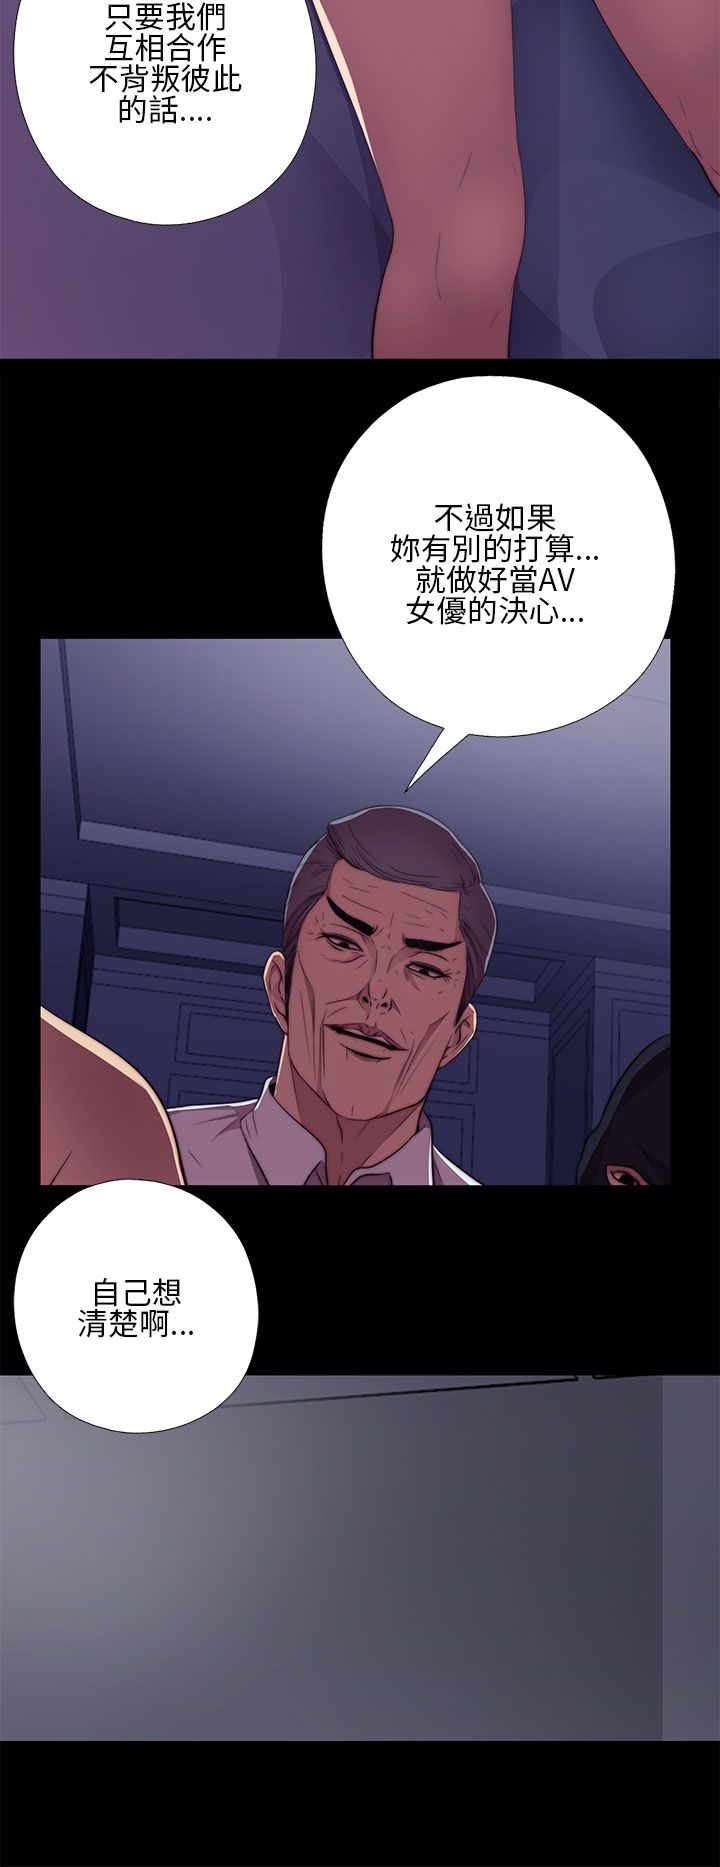 只要我們
互相合作
不背叛彼此
的話....
不過如果
妳有別的打算...
就做好當AV
女優的決心...
自己想
清楚啊...